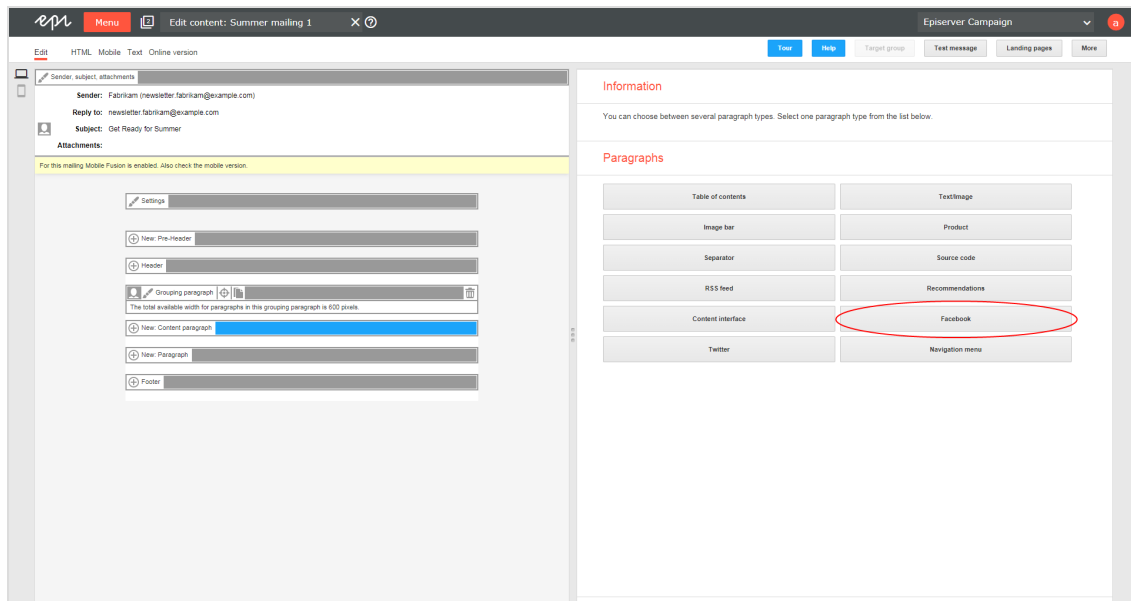 epi Menu 2 Edit content: Summer mailing 1 Episerver Campaign a
Edit HTML Mobile Text Online version Tour Help Target group Test message Landing pages More
Sender, subject, attachments
Sender: Fabrikam (newsletter.fabrikam@example.com)
Reply to: newsletter.fabrikam@example.com
Subject: Get Ready for Summer
Attachments:
For this mailing Mobile Fusion is enabled. Also check the mobile version.
Settings
New: Pre-Header
Header
Grouping paragraph
The total available width for paragraphs in this grouping paragraph is 600 pixels.
New: Content paragraph
New: Paragraph
Footer
Information
You can choose between several paragraph types. Select one paragraph type from the list below.
Paragraphs
Table of contents Text/Image
Image bar Product
Separator Source code
RSS feed Recommendations
Content interface Facebook
Twitter Navigation menu